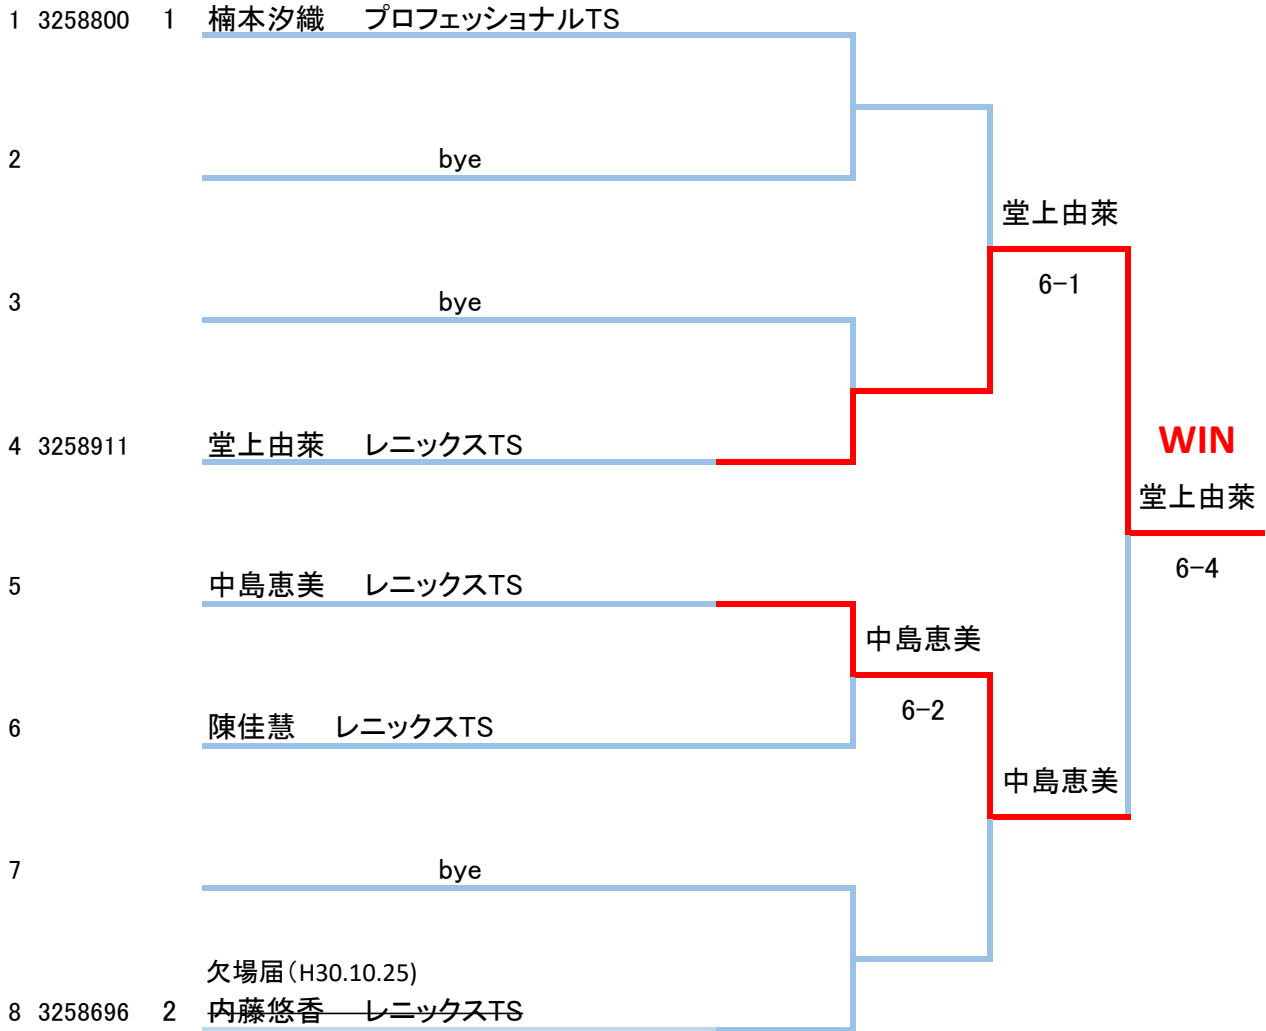 1 3258800 1 楠本汐織 プロフェッショナルTS
2 bye
堂上由萊
6-1
3 bye
WIN
4 3258911 堂上由萊 レニックスTS
堂上由萊
6-4
5 中島恵美 レニックスTS
中島恵美
6-2
6 陳佳慧 レニックスTS
中島恵美
7 bye
欠場届(H30.10.25)
8 3258696 2 内藤悠香 レニックスTS